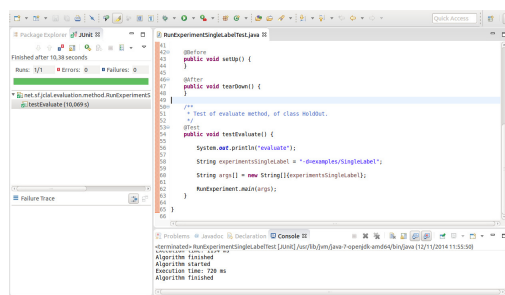 Quick Access
Package Explorer
JUnit
Finished after 10,38 seconds
Runs: 1/1
Errors: 0
Failures: 0
net.sf.jclal.evaluation.method.RunExperimentS
testEvaluate (10,069 s)
Failure Trace
RunExperimentSingleLabelTest.java
41
42 @Before
43 public void setUp() {
44 }
45
46 @After
47 public void tearDown() {
48 }
49
50 /**
51 * Test of evaluate method, of class HoldOut.
52 */
53 @Test
54 public void testEvaluate() {
55
56 System.out.println("evaluate");
57
58 String experimentsSingleLabel = "-d=examples/SingleLabel";
59
60 String args[] = new String[]{experimentsSingleLabel};
61
62 RunExperiment.main(args);
63 }
64
65 }
66
Problems
Javadoc
Declaration
Console
<terminated> RunExperimentSingleLabelTest [JUnit] /usr/lib/jvm/java-7-openjdk-amd64/bin/java (12/11/2014 11:55:50)
Algorithm finished
Algorithm started
Execution time: 720 ms
Algorithm finished